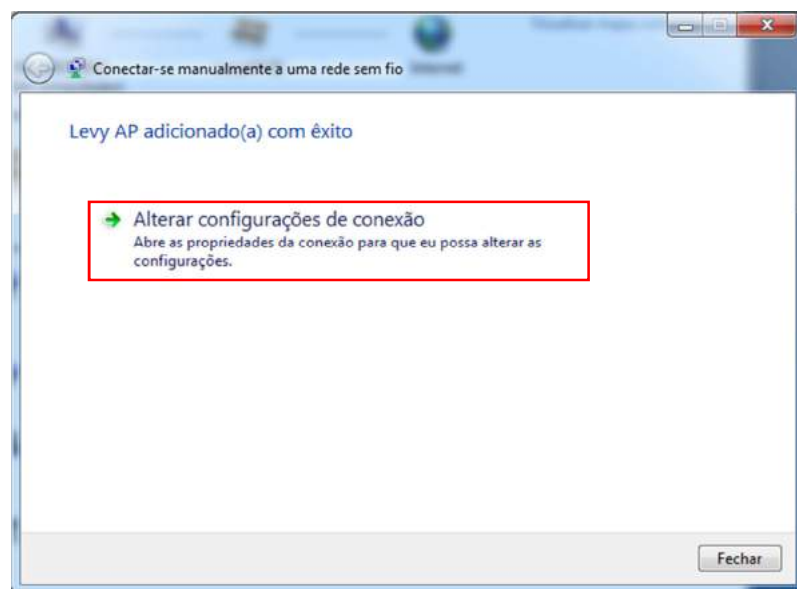 Conectar-se manualmente a uma rede sem fio
Levy AP adicionado(a) com êxito
Alterar configurações de conexão
Abre as propriedades da conexão para que eu possa alterar as
configurações.
Fechar